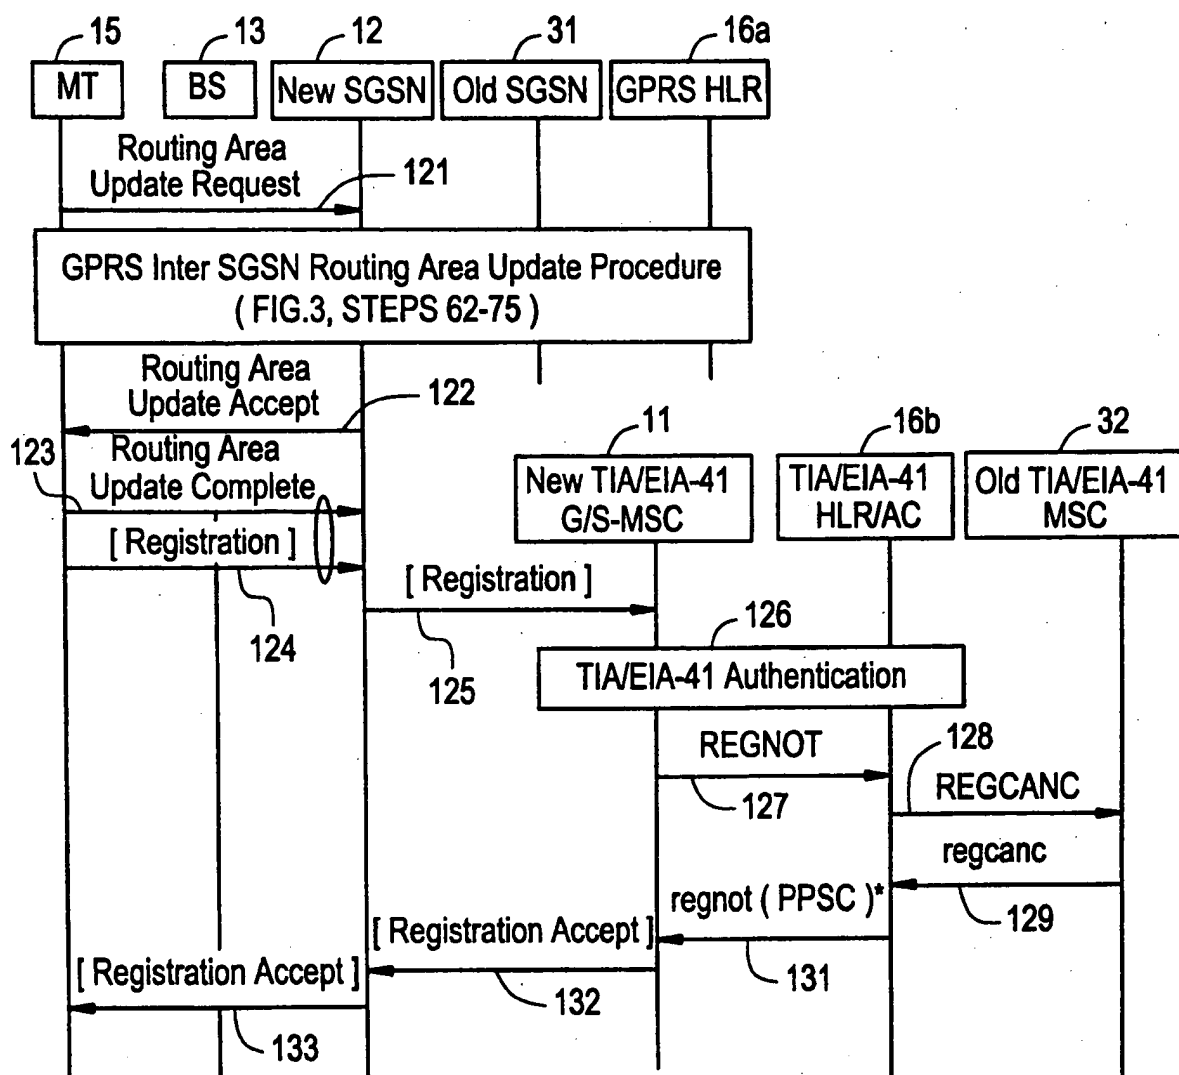 15
13
12
31
16a
MT
BS
New SGSN
Old SGSN
GPRS HLR
Routing Area
Update Request
121
GPRS Inter SGSN Routing Area Update Procedure
( FIG.3, STEPS 62-75 )
Routing Area
Update Accept
122
123
Routing Area
Update Complete
11
16b
32
New TIA/EIA-41
G/S-MSC
TIA/EIA-41
HLR/AC
Old TIA/EIA-41
MSC
[ Registration ]
124
[ Registration ]
125
126
TIA/EIA-41 Authentication
REGNOT
127
128
REGCANC
regcanc
129
regnot ( PPSC )*
131
[ Registration Accept ]
132
[ Registration Accept ]
133